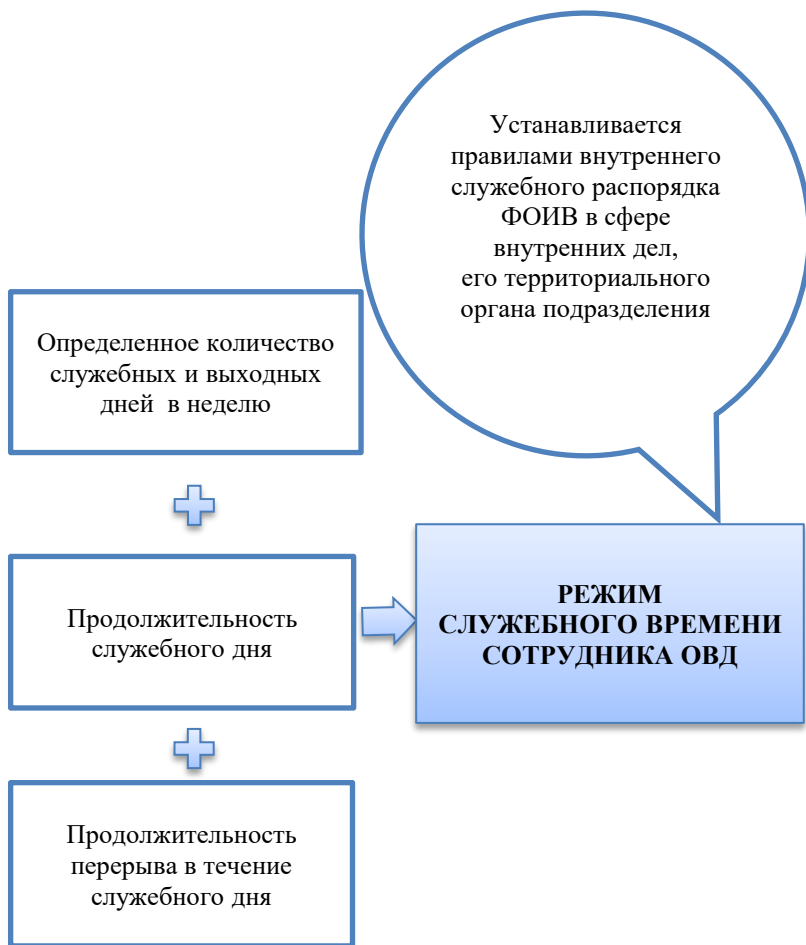 Устанавливается
правилами внутреннего
служебного распорядка
ФОИВ в сфере
внутренних дел,
его территориального
органа подразделения
Определенное количество
служебных и выходных
дней в неделю
Продолжительность
служебного дня
РЕЖИМ
СЛУЖЕБНОГО ВРЕМЕНИ
СОТРУДНИКА ОВД
Продолжительность
перерыва в течение
служебного дня